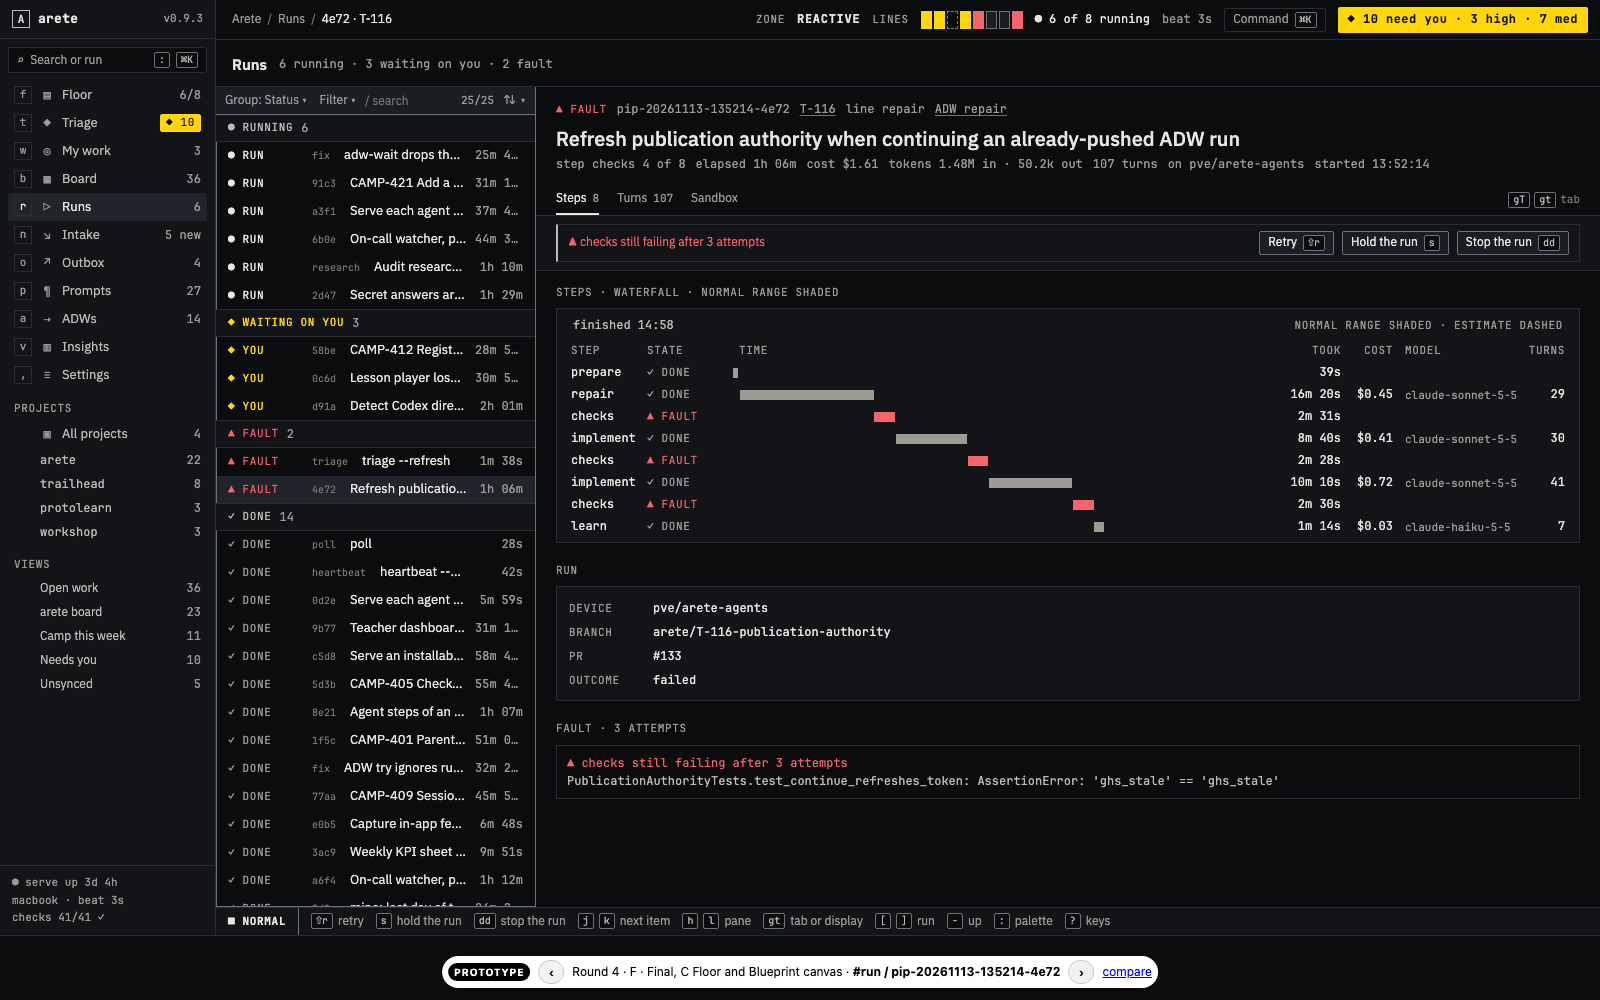 A arete v0.9.3
Arete / Runs / 4e72 · T-116
ZONE REACTIVE LINES 6 of 8 running beat 3s Command ⌘K ◆ 10 need you · 3 high · 7 med
Search or run : ⌘K
f Floor 6/8
t Triage ◆ 10
w My work 3
b Board 36
r Runs 6
n Intake 5 new
o Outbox 4
p Prompts 27
a ADWs 14
v Insights
, Settings
PROJECTS
All projects 4
arete 22
trailhead 8
protolearn 3
workshop 3
VIEWS
Open work 36
arete board 23
Camp this week 11
Needs you 10
Unsynced 5
serve up 3d 4h
macbook · beat 3s
checks 41/41 ✓
Runs 6 running · 3 waiting on you · 2 fault
Group: Status ▾ Filter ▾ / search 25/25 ⇅ ▾
● RUNNING 6
● RUN fix adw-wait drops th… 25m 4…
● RUN 91c3 CAMP-421 Add a … 31m 1…
● RUN a3f1 Serve each agent … 37m 4…
● RUN 6b0e On-call watcher, p… 44m 3…
● RUN research Audit researc… 1h 10m
● RUN 2d47 Secret answers ar… 1h 29m
◆ WAITING ON YOU 3
◆ YOU 58be CAMP-412 Regist… 28m 5…
◆ YOU 0c6d Lesson player los… 30m 5…
◆ YOU d91a Detect Codex dire… 2h 01m
▲ FAULT 2
▲ FAULT triage triage --refresh 1m 38s
▲ FAULT 4e72 Refresh publicatio… 1h 06m
✓ DONE 14
✓ DONE poll poll 28s
✓ DONE heartbeat heartbeat --… 42s
✓ DONE 0d2e Serve each agent … 5m 59s
✓ DONE 9b77 Teacher dashboar… 31m 1…
✓ DONE c5d8 Serve an installab… 58m 4…
✓ DONE 5d3b CAMP-405 Check… 55m 4…
✓ DONE 8e21 Agent steps of an … 1h 07m
✓ DONE 1f5c CAMP-401 Parent… 51m 0…
✓ DONE fix ADW try ignores ru… 32m 2…
✓ DONE 77aa CAMP-409 Sessio… 45m 5…
✓ DONE e0b5 Capture in-app fe… 6m 48s
✓ DONE 3ac9 Weekly KPI sheet … 9m 51s
✓ DONE a6f4 On-call watcher, p… 1h 12m
▲ FAULT pip-20261113-135214-4e72 T-116 line repair ADW repair
Refresh publication authority when continuing an already-pushed ADW run
step checks 4 of 8 elapsed 1h 06m cost $1.61 tokens 1.48M in · 50.2k out 107 turns on pve/arete-agents started 13:52:14
Steps 8 Turns 107 Sandbox gT gt tab
▲ checks still failing after 3 attempts Retry ⇧r Hold the run s Stop the run dd
STEPS · WATERFALL · NORMAL RANGE SHADED
finished 14:58 NORMAL RANGE SHADED · ESTIMATE DASHED
STEP STATE TIME TOOK COST MODEL TURNS
prepare ✓ DONE 39s
repair ✓ DONE 16m 20s $0.45 claude-sonnet-5-5 29
checks ▲ FAULT 2m 31s
implement ✓ DONE 8m 40s $0.41 claude-sonnet-5-5 30
checks ▲ FAULT 2m 28s
implement ✓ DONE 10m 10s $0.72 claude-sonnet-5-5 41
checks ▲ FAULT 2m 30s
learn ✓ DONE 1m 14s $0.03 claude-haiku-5-5 7
RUN
DEVICE pve/arete-agents
BRANCH arete/T-116-publication-authority
PR #133
OUTCOME failed
FAULT · 3 ATTEMPTS
▲ checks still failing after 3 attempts
PublicationAuthorityTests.test_continue_refreshes_token: AssertionError: 'ghs_stale' == 'ghs_stale'
■ NORMAL ⇧r retry s hold the run dd stop the run j k next item h l pane gt tab or display [ ] run - up : palette ? keys
PROTOTYPE ‹ Round 4 · F · Final, C Floor and Blueprint canvas · #run / pip-20261113-135214-4e72 › compare